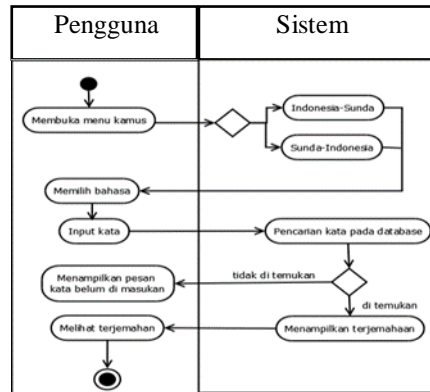 Pengguna
Sistem
Membuka menu kamus
Indonesia-Sunda
Sunda-Indonesia
Memilih bahasa
Input kata
Pencarian kata pada database
tidak di temukan
Menampilkan pesan
kata belum di masukan
di temukan
Melihat terjemahan
Menampilkan terjemahaan